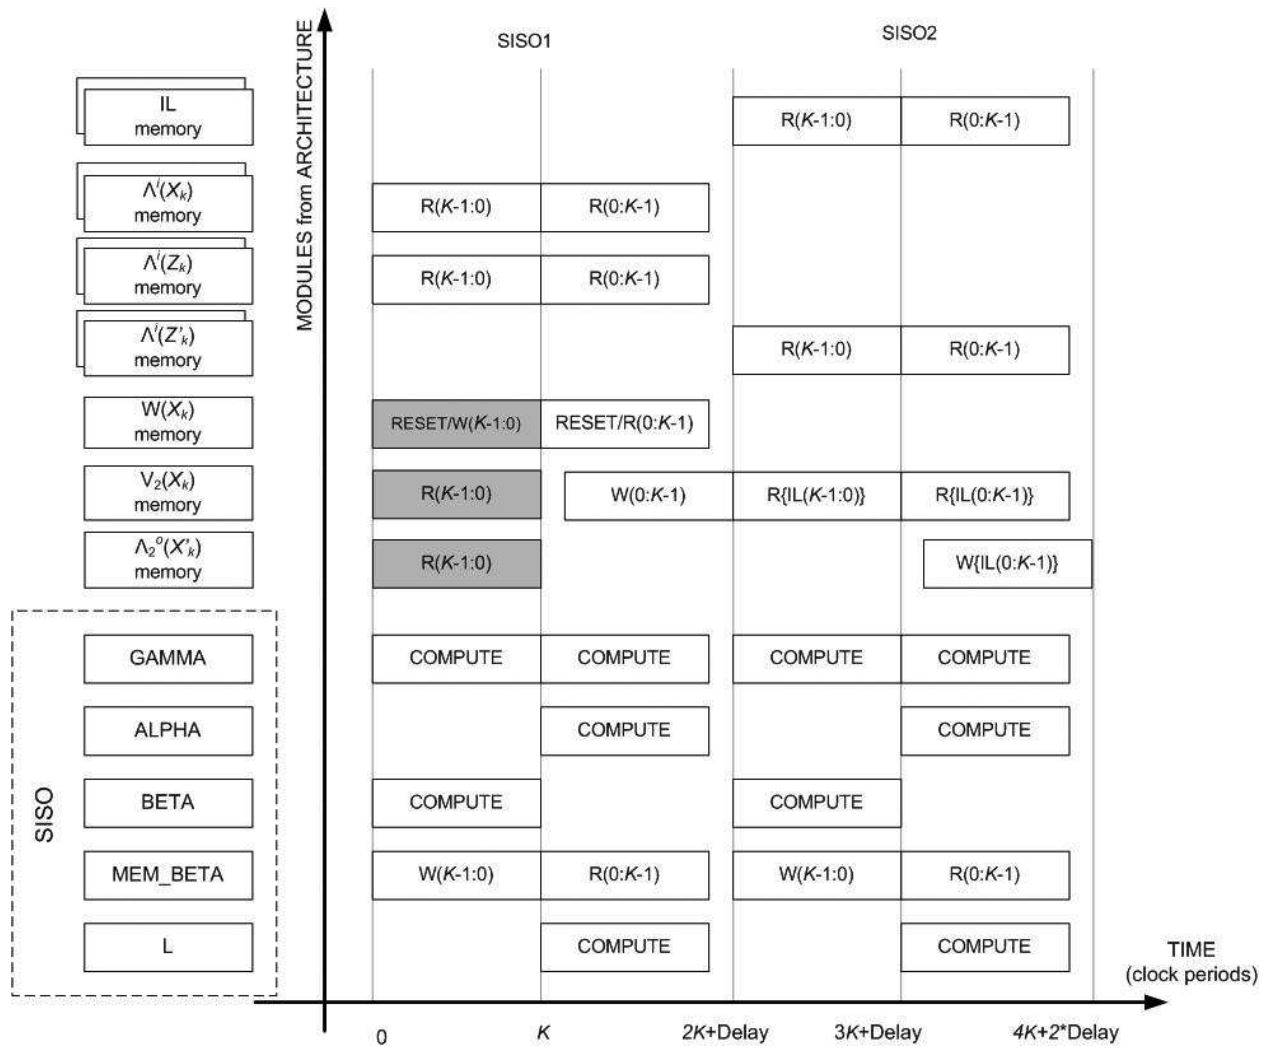 SISO1
SISO2
MODULES from ARCHITECTURE
IL
memory
R(K-1:0)
R(0:K-1)
Λⁱ(Xₖ)
memory
R(K-1:0)
R(0:K-1)
Λⁱ(Zₖ)
memory
R(K-1:0)
R(0:K-1)
Λⁱ(Z'ₖ)
memory
R(K-1:0)
R(0:K-1)
W(Xₖ)
memory
RESET/W(K-1:0)
RESET/R(0:K-1)
V₂(Xₖ)
memory
R(K-1:0)
W(0:K-1)
R{IL(K-1:0)}
R{IL(0:K-1)}
Λ₂ᵒ(X'ₖ)
memory
R(K-1:0)
W{IL(0:K-1)}
SISO
GAMMA
COMPUTE
COMPUTE
COMPUTE
COMPUTE
ALPHA
COMPUTE
COMPUTE
BETA
COMPUTE
COMPUTE
MEM_BETA
W(K-1:0)
R(0:K-1)
W(K-1:0)
R(0:K-1)
L
COMPUTE
COMPUTE
TIME
(clock periods)
0
K
2K+Delay
3K+Delay
4K+2*Delay